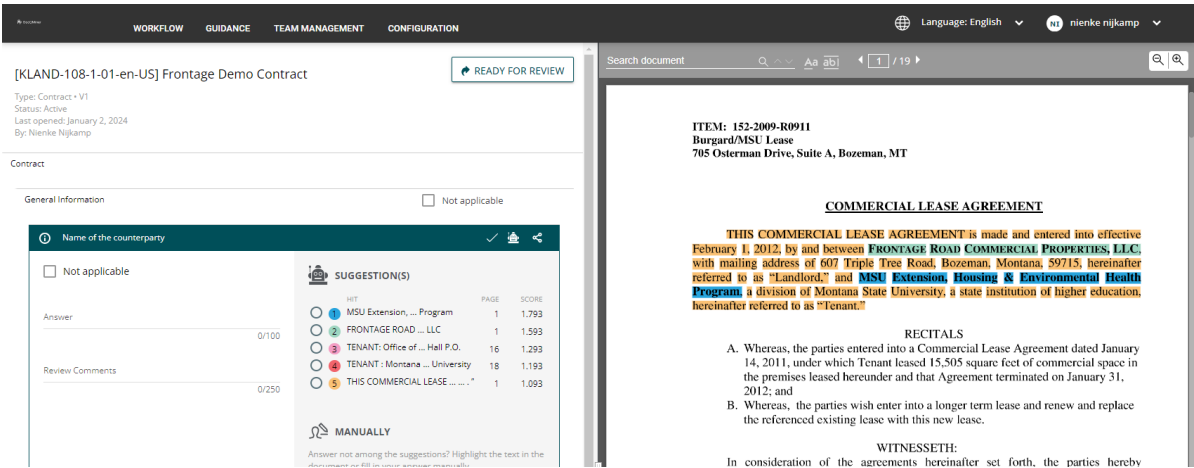 WORKFLOW GUIDANCE TEAM MANAGEMENT CONFIGURATION
Language: English
NI nienke nijkamp
[KLAND-108-1-01-en-US] Frontage Demo Contract
READY FOR REVIEW
Type: Contract • V1
Status: Active
Last opened: January 2, 2024
By: Nienke Nijkamp
Contract
General Information
Not applicable
Name of the counterparty
Not applicable
Answer
0/100
Review Comments
0/250
SUGGESTION(S)
HIT PAGE SCORE
1 MSU Extension, ... Program 1 1.793
2 FRONTAGE ROAD ... LLC 1 1.593
3 TENANT: Office of ... Hall P.O. 16 1.293
4 TENANT : Montana ... University 18 1.193
5 THIS COMMERCIAL LEASE ... ... . " 1 1.093
MANUALLY
Answer not among the suggestions? Highlight the text in the
document or fill in your answer manually.
Search document
Aa ab|
1 / 19
ITEM: 152-2009-R0911
Burgard/MSU Lease
705 Osterman Drive, Suite A, Bozeman, MT
COMMERCIAL LEASE AGREEMENT
THIS COMMERCIAL LEASE AGREEMENT is made and entered into effective
February 1, 2012, by and between FRONTAGE ROAD COMMERCIAL PROPERTIES, LLC,
with mailing address of 607 Triple Tree Road, Bozeman, Montana, 59715, hereinafter
referred to as “Landlord,” and MSU Extension, Housing & Environmental Health
Program, a division of Montana State University, a state institution of higher education,
hereinafter referred to as “Tenant.”
RECITALS
A. Whereas, the parties entered into a Commercial Lease Agreement dated January
14, 2011, under which Tenant leased 15,505 square feet of commercial space in
the premises leased hereunder and that Agreement terminated on January 31,
2012; and
B. Whereas, the parties wish enter into a longer term lease and renew and replace
the referenced existing lease with this new lease.
WITNESSETH:
In consideration of the agreements hereinafter set forth, the parties hereby